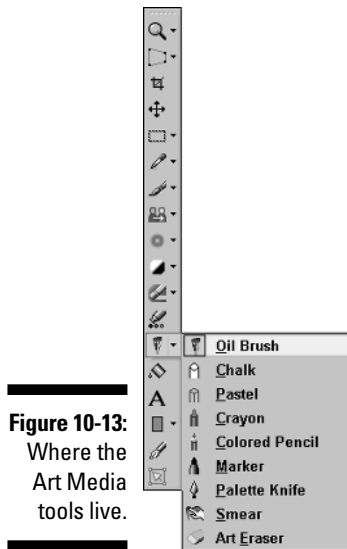 Oil Brush
Chalk
Pastel
Crayon
Colored Pencil
Marker
Palette Knife
Smear
Art Eraser
A
Figure 10-13:
Where the
Art Media
tools live.